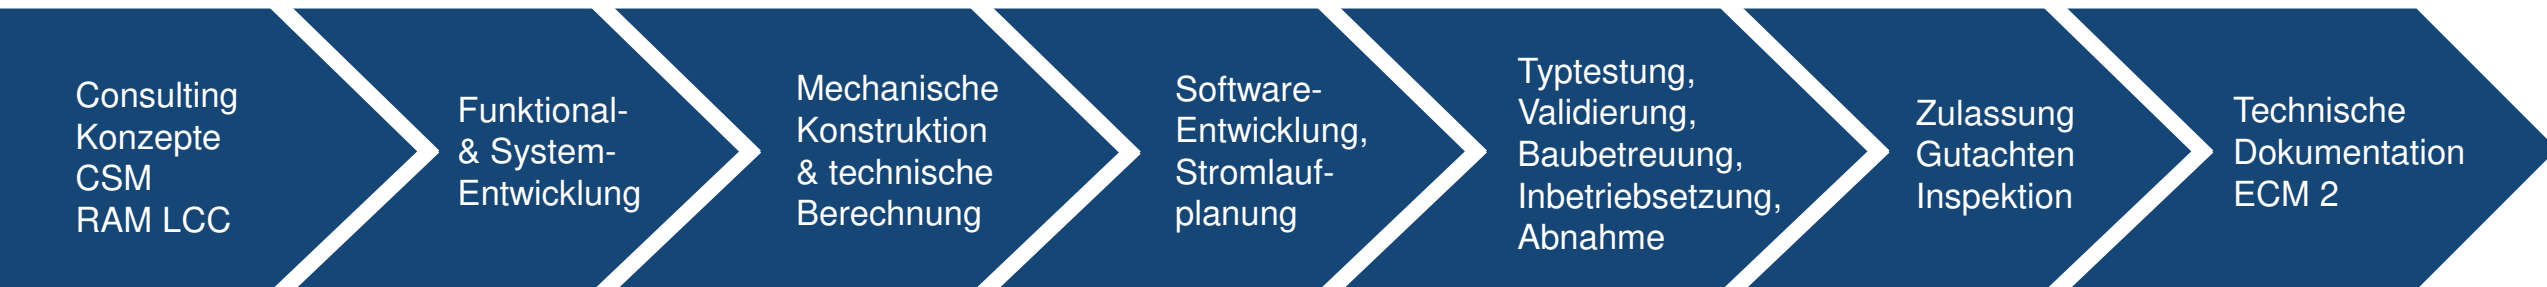 Consulting
Konzepte
CSM
RAM LCC
Funktional-
& System-
Entwicklung
Mechanische
Konstruktion
& technische
Berechnung
Software-
Entwicklung,
Stromlauf-
planung
Typtestung,
Validierung,
Baubetreuung,
Inbetriebsetzung,
Abnahme
Zulassung
Gutachten
Inspektion
Technische
Dokumentation
ECM 2